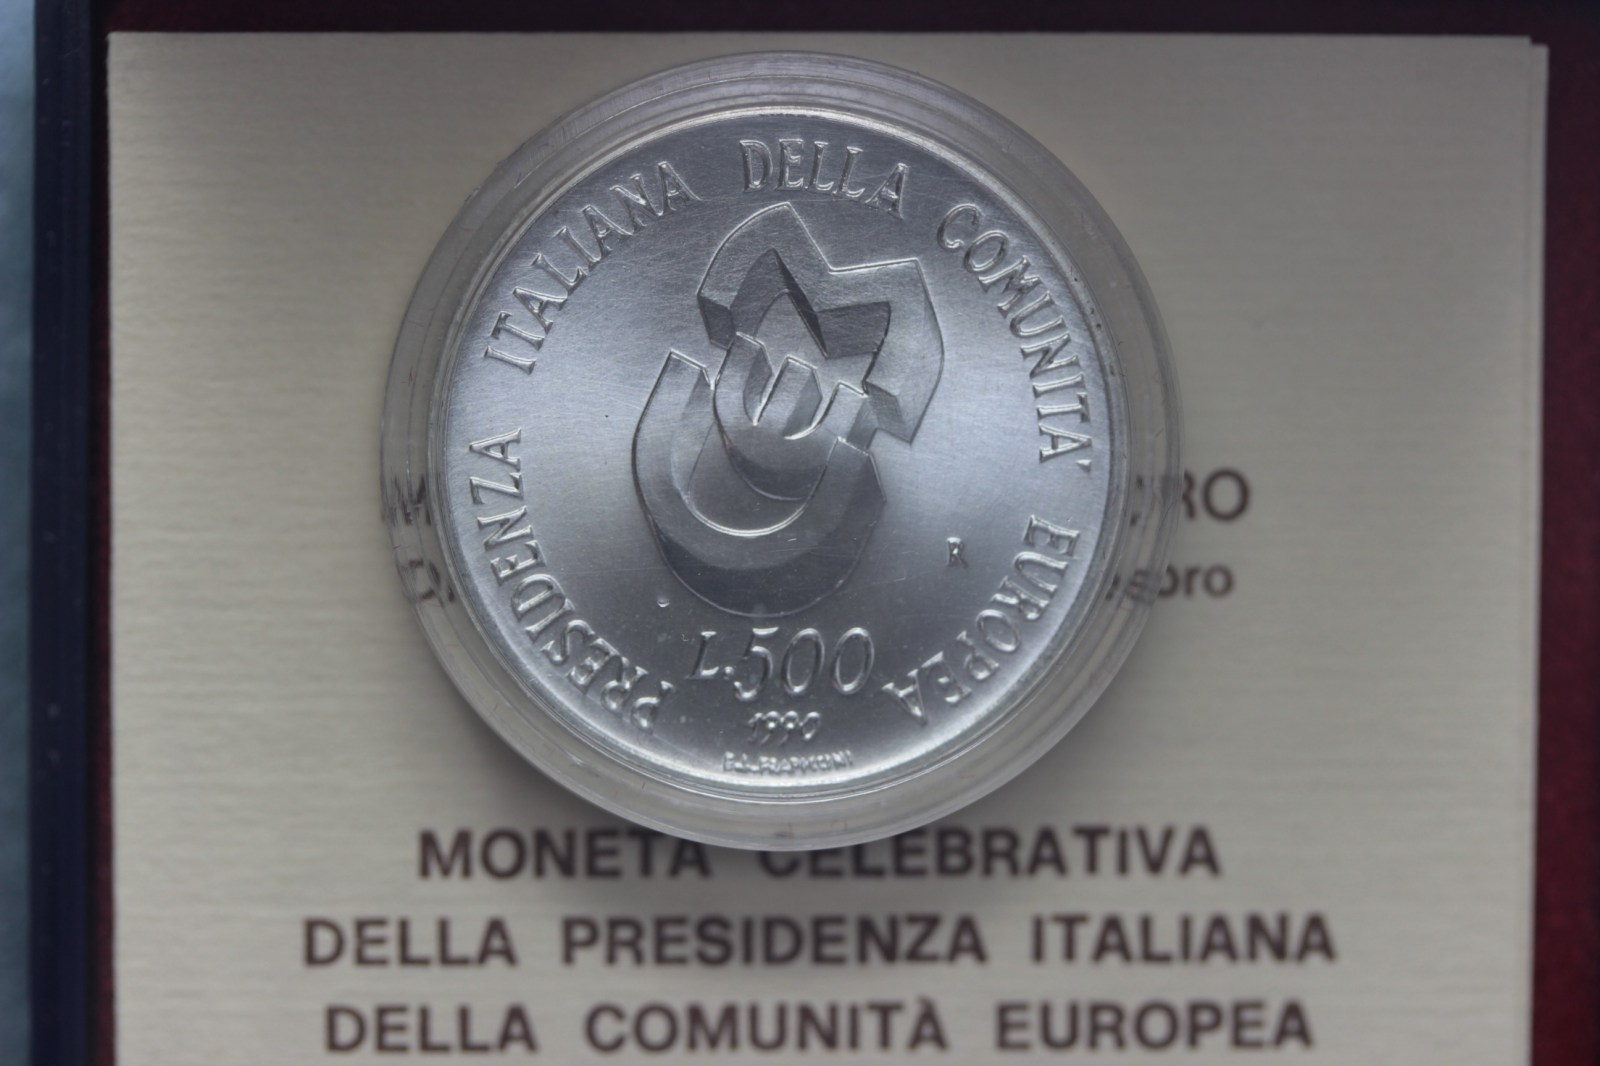 PRESIDENZA ITALIANA DELLA COMUNITA' EUROPEA
R
L.500
1990
MONETA CELEBRATIVA
DELLA PRESIDENZA ITALIANA
DELLA COMUNITÀ EUROPEA